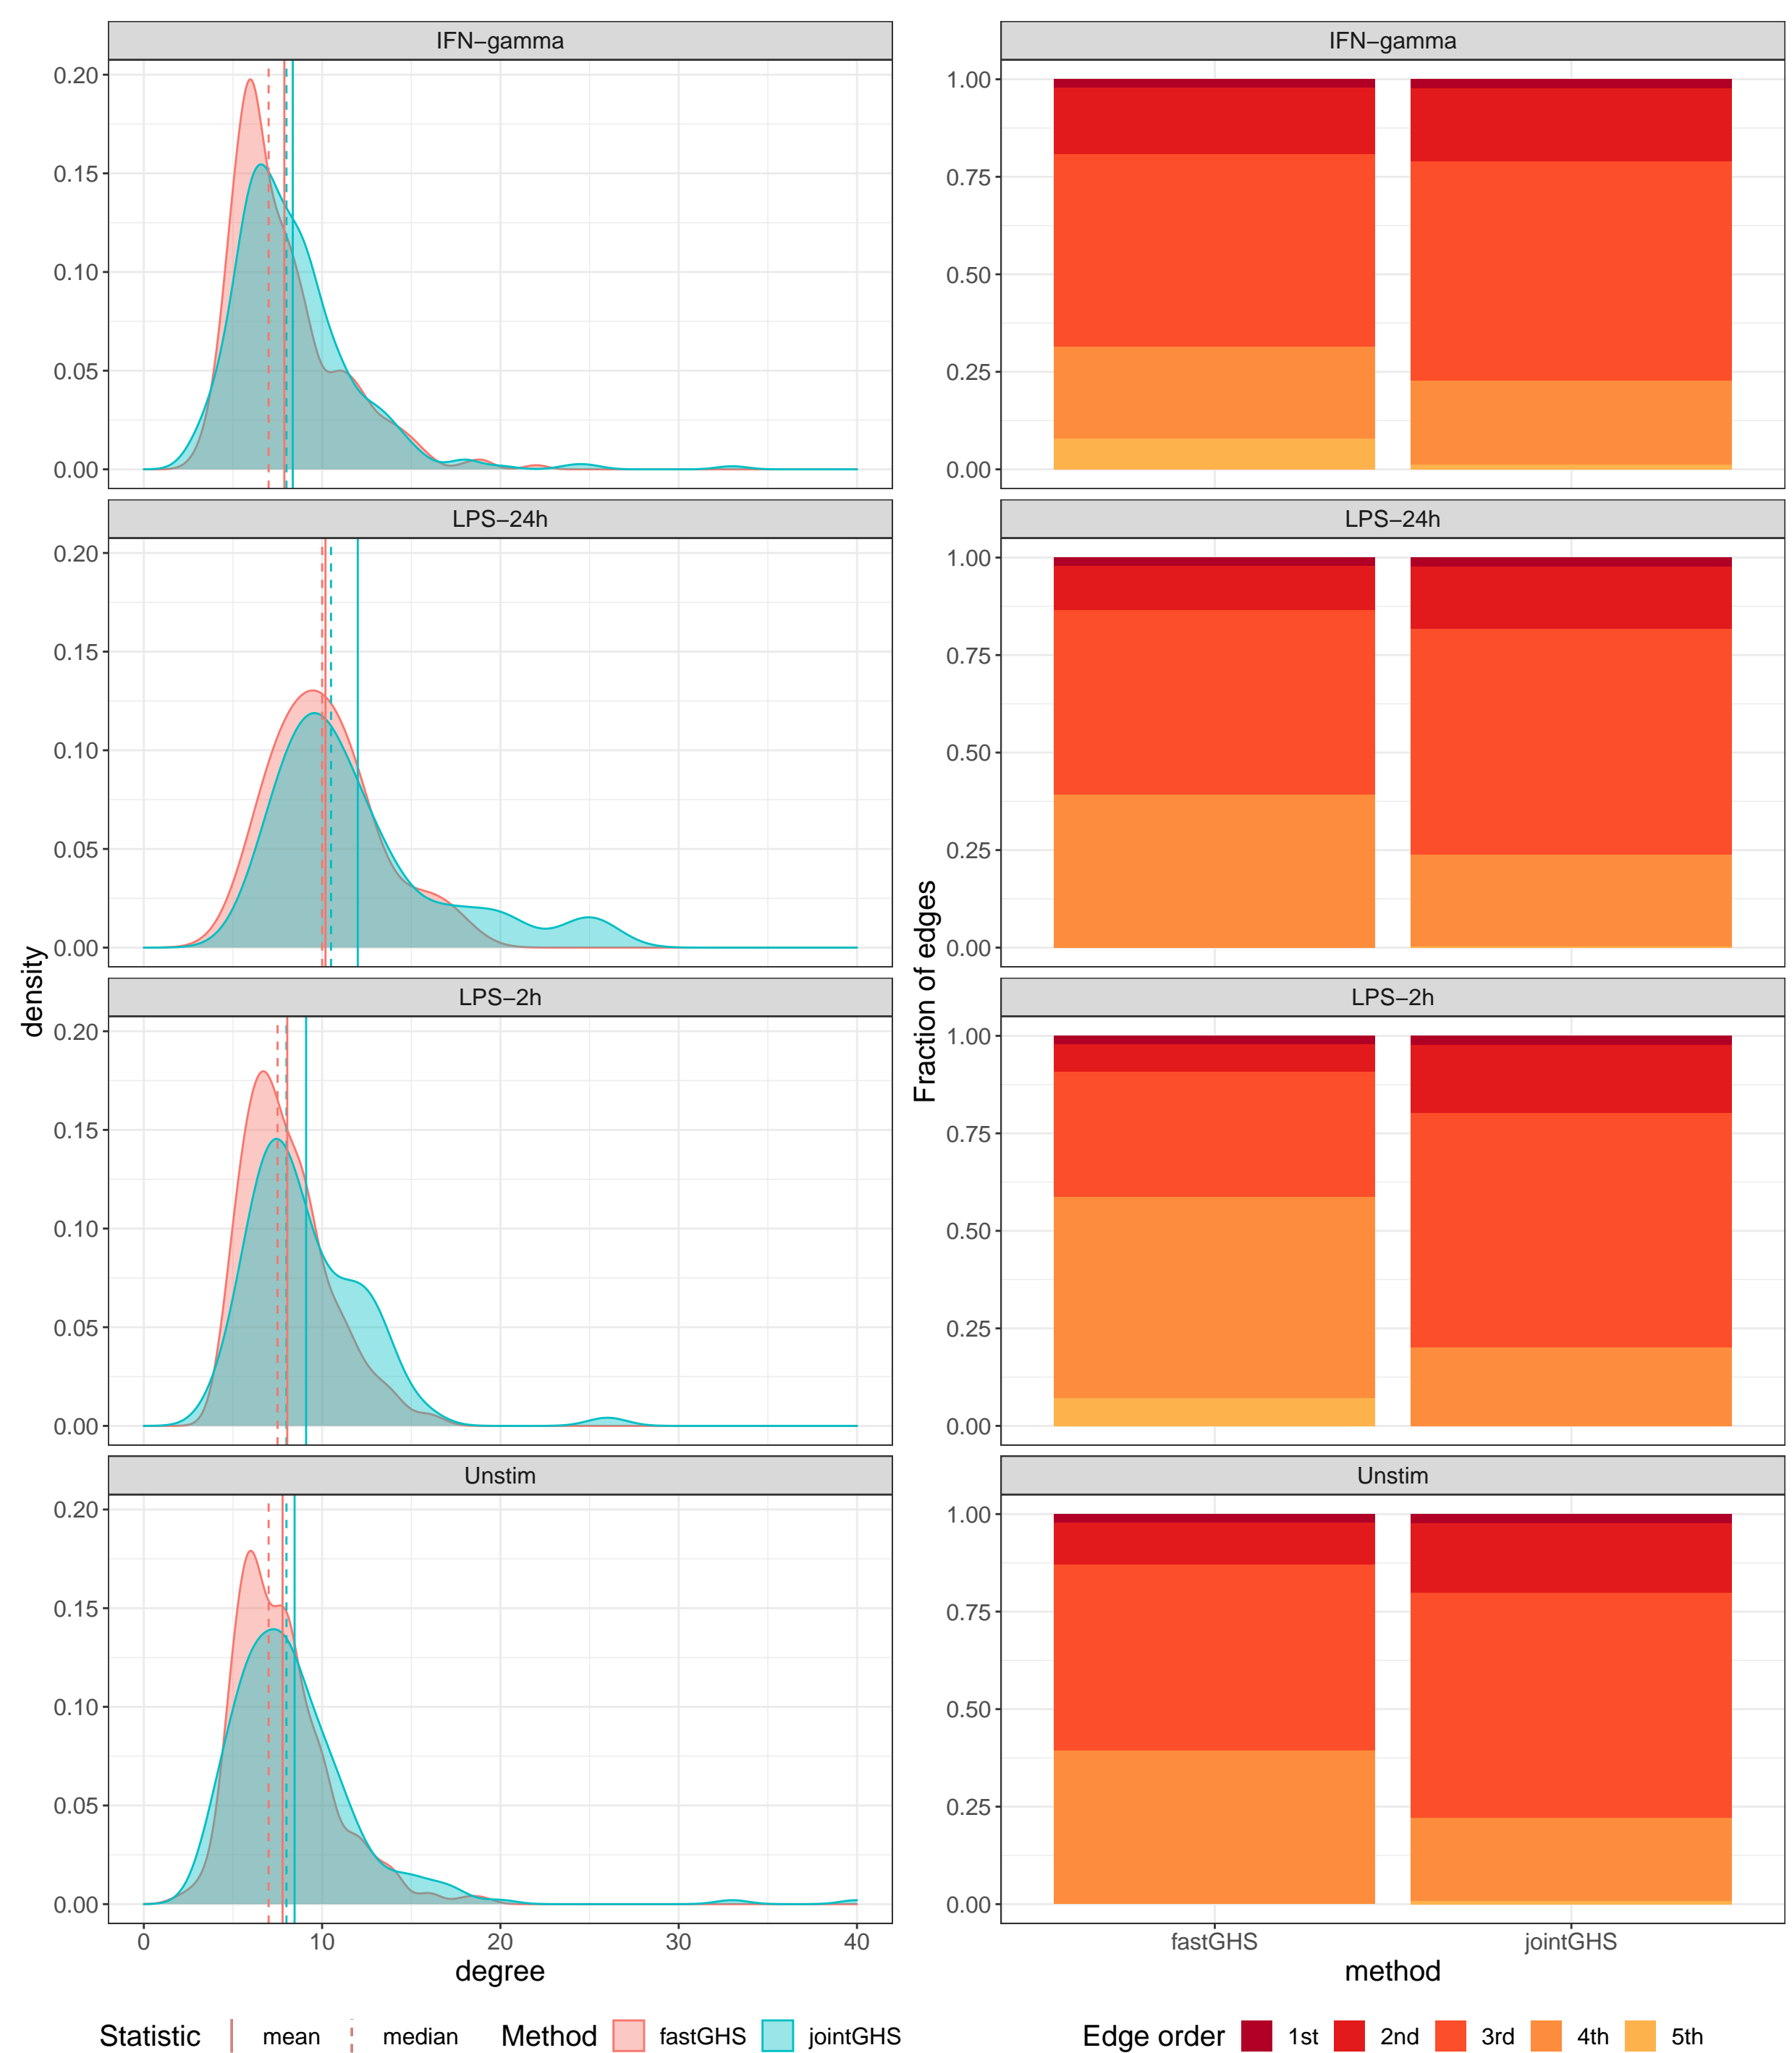 IFN−gamma
0.20
0.15
0.10
0.05
0.00
LPS−24h
0.20
0.15
0.10
0.05
0.00
LPS−2h
0.20
0.15
0.10
0.05
0.00
Unstim
0.20
0.15
0.10
0.05
0.00
density
0 10 20 30 40
degree
Statistic mean median Method fastGHS jointGHS
IFN−gamma
1.00
0.75
0.50
0.25
0.00
LPS−24h
1.00
0.75
0.50
0.25
0.00
LPS−2h
1.00
0.75
0.50
0.25
0.00
Unstim
1.00
0.75
0.50
0.25
0.00
Fraction of edges
fastGHS jointGHS
method
Edge order 1st 2nd 3rd 4th 5th